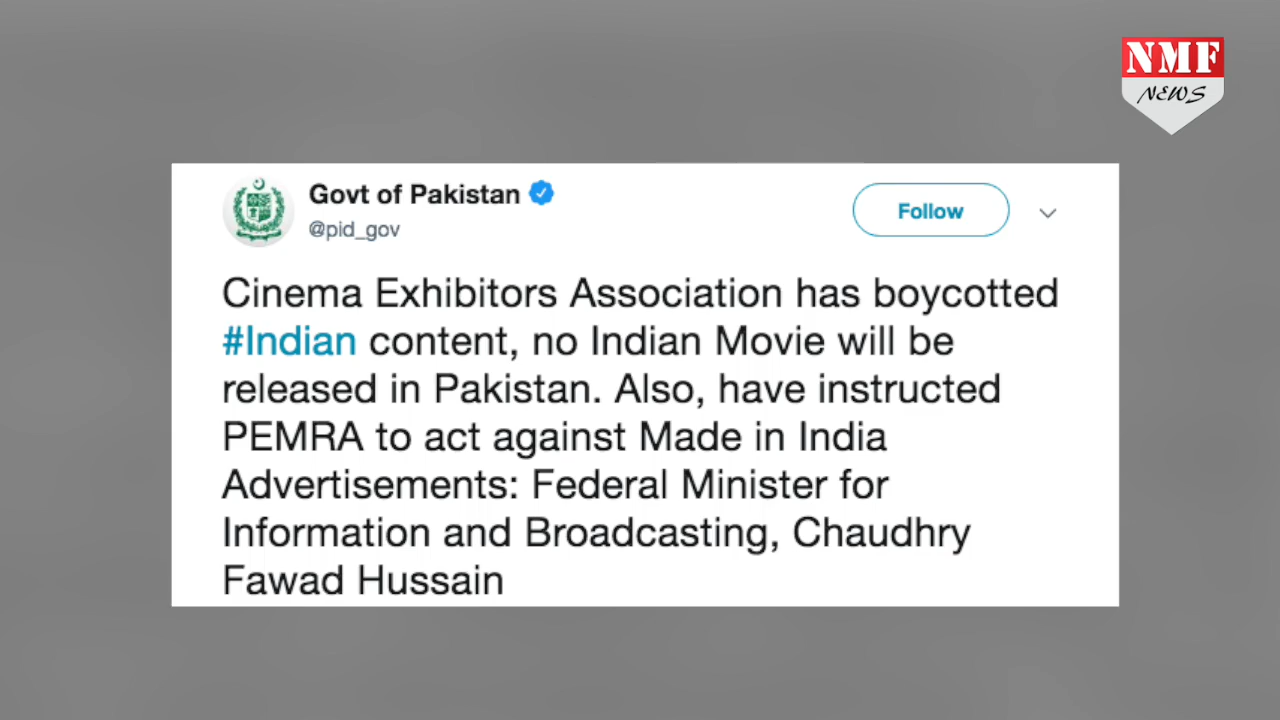 NMF
NEWS
Govt of Pakistan
@pid_gov
Follow
Cinema Exhibitors Association has boycotted
#Indian content, no Indian Movie will be
released in Pakistan. Also, have instructed
PEMRA to act against Made in India
Advertisements: Federal Minister for
Information and Broadcasting, Chaudhry
Fawad Hussain